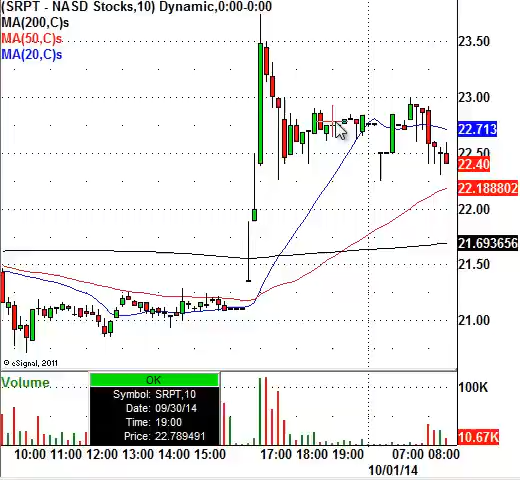 (SRPT - NASD Stocks,10) Dynamic,0:00-0:00
MA(200,C)s
MA(50,C)s
MA(20,C)s
23.50
23.00
22.713
22.50
22.40
22.188802
22.00
21.693656
21.50
21.00
© eSignal, 2011
Volume
OK
Symbol: SRPT,10
Date: 09/30/14
Time: 19:00
Price: 22.789491
100K
10.67K
10:00 11:00 12:00 13:00 14:00 15:00 17:00 18:00 19:00 07:00 08:00
10/01/14